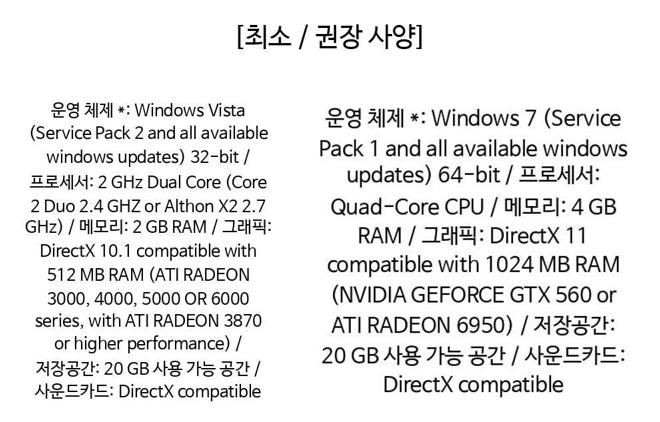 [최소 / 권장 사양]
운영 체제 *: Windows Vista
(Service Pack 2 and all available
windows updates) 32-bit /
프로세서: 2 GHz Dual Core (Core
2 Duo 2.4 GHZ or Althon X2 2.7
GHz) / 메모리: 2 GB RAM / 그래픽:
DirectX 10.1 compatible with
512 MB RAM (ATI RADEON
3000, 4000, 5000 OR 6000
series, with ATI RADEON 3870
or higher performance) /
저장공간: 20 GB 사용 가능 공간 /
사운드카드: DirectX compatible
운영 체제 *: Windows 7 (Service
Pack 1 and all available windows
updates) 64-bit / 프로세서:
Quad-Core CPU / 메모리: 4 GB
RAM / 그래픽: DirectX 11
compatible with 1024 MB RAM
(NVIDIA GEFORCE GTX 560 or
ATI RADEON 6950) / 저장공간:
20 GB 사용 가능 공간 / 사운드카드:
DirectX compatible